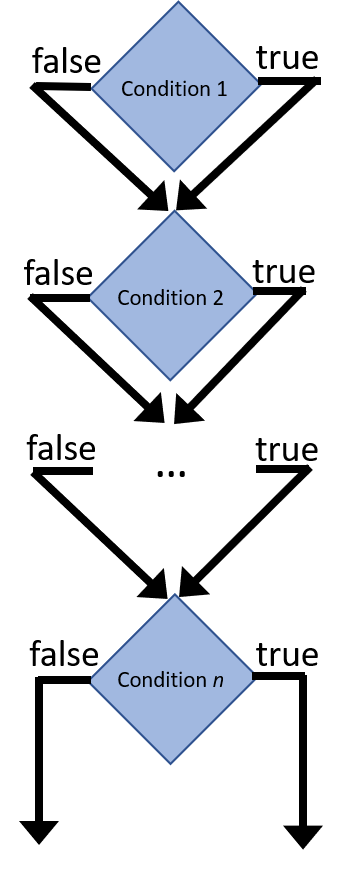 false
true
Condition 1
false
true
Condition 2
false
...
true
false
true
Condition n